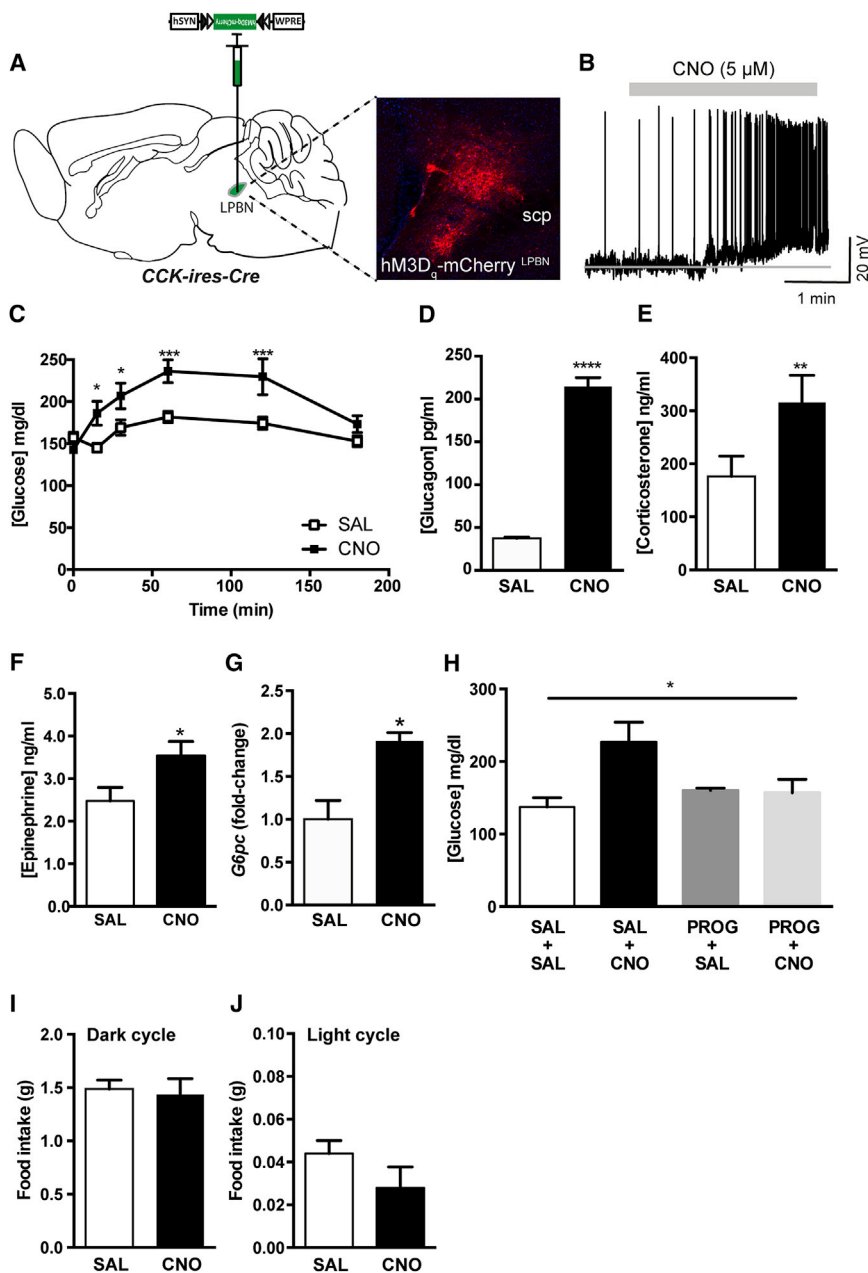 hSYN hM3Dq-mCherry WPRE
A
LPBN
CCK-ires-Cre
scp
hM3Dq-mCherry LPBN
B
CNO (5 µM)
20 mV
1 min
C
[Glucose] mg/dl
250
200
150
100
50
0
* * *** ***
SAL
CNO
0 50 100 150 200
Time (min)
D
[Glucagon] pg/ml
250
200
150
100
50
0
****
SAL CNO
E
[Corticosterone] ng/ml
400
300
200
100
0
**
SAL CNO
F
[Epinephrine] ng/ml
4.0
3.0
2.0
1.0
0.0
*
SAL CNO
G
G6pc (fold-change)
2.5
2.0
1.5
1.0
0.5
0.0
*
SAL CNO
H
[Glucose] mg/dl
300
200
100
0
*
SAL SAL PROG PROG
+ + + +
SAL CNO SAL CNO
I
Dark cycle
Food intake (g)
2.0
1.5
1.0
0.5
0.0
SAL CNO
J
Light cycle
Food intake (g)
0.10
0.08
0.06
0.04
0.02
0.00
SAL CNO